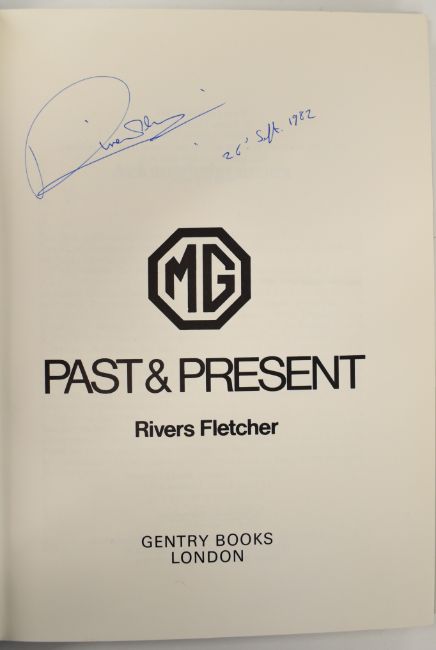 26' Sept. 1982
MG
PAST & PRESENT
Rivers Fletcher
GENTRY BOOKS
LONDON